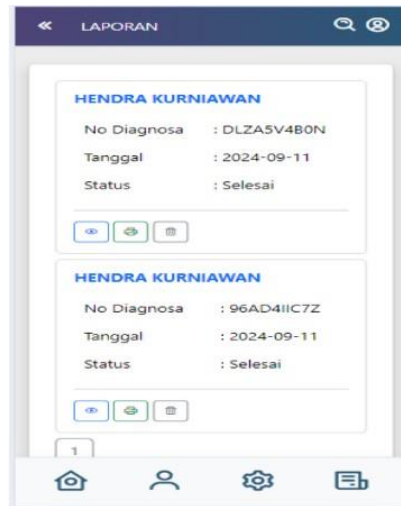 LAPORAN
HENDRA KURNIAWAN
No Diagnosa : DLZA5V4B0N
Tanggal : 2024-09-11
Status : Selesai
HENDRA KURNIAWAN
No Diagnosa : 96AD4IIC7Z
Tanggal : 2024-09-11
Status : Selesai
1